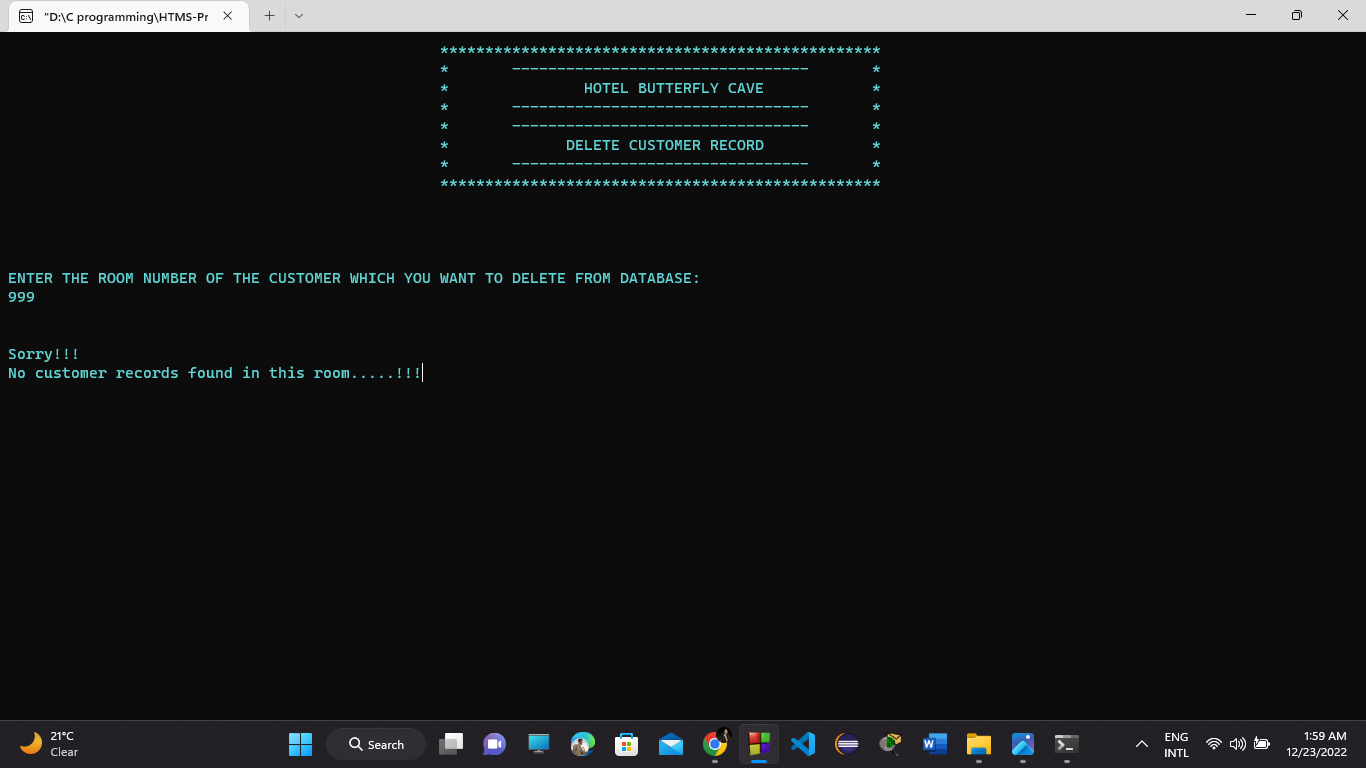 "D:\C programming\HTMS-Pr
*************************************************
* --------------------------------- *
* HOTEL BUTTERFLY CAVE *
* --------------------------------- *
* --------------------------------- *
* DELETE CUSTOMER RECORD *
* --------------------------------- *
*************************************************
ENTER THE ROOM NUMBER OF THE CUSTOMER WHICH YOU WANT TO DELETE FROM DATABASE:
999
Sorry!!!
No customer records found in this room.....!!!
21°C
Clear
Search
ENG
INTL
1:59 AM
12/23/2022